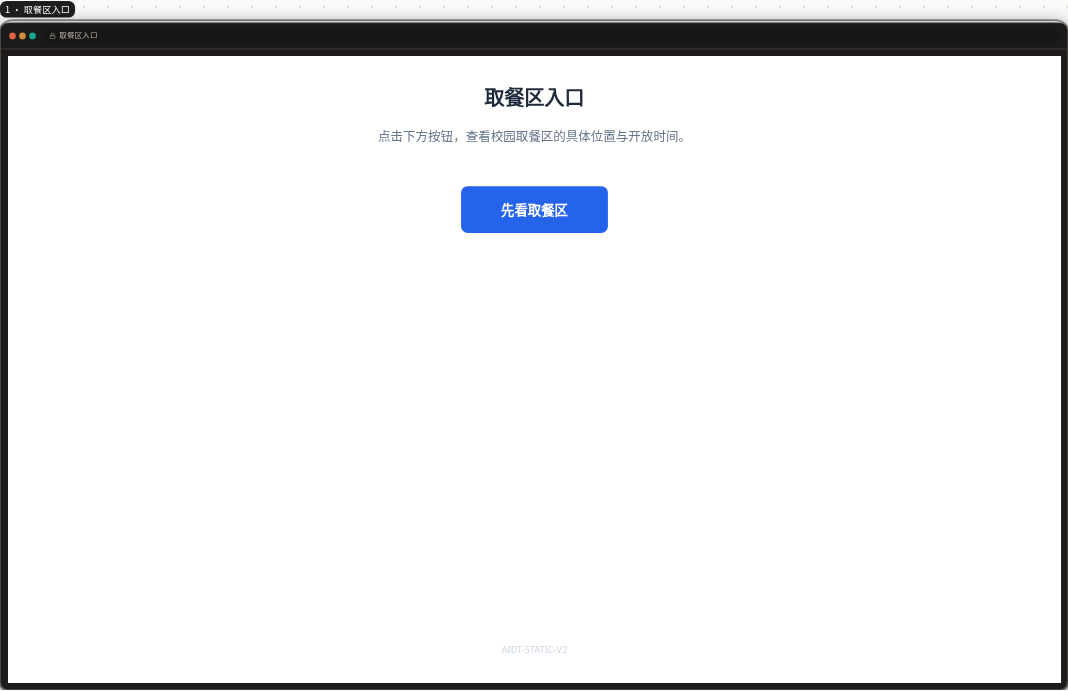 1 · 取餐区入口
取餐区入口
取餐区入口
点击下方按钮，查看校园取餐区的具体位置与开放时间。
先看取餐区
AIDT-STATIC-V2